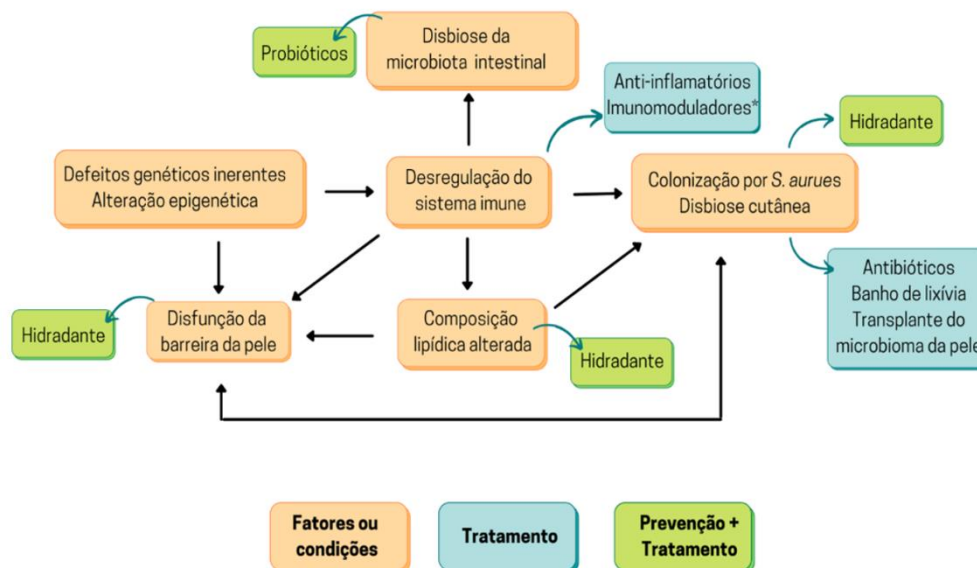 Probióticos
Disbiose da
microbiota intestinal
Anti-inflamatórios
Imunomoduladores*
Hidradante
Defeitos genéticos inerentes
Alteração epigenética
Desregulação do
sistema imune
Colonização por S. aurues
Disbiose cutânea
Hidradante
Disfunção da
barreira da pele
Composição
lipídica alterada
Hidradante
Antibióticos
Banho de lixívia
Transplante do
microbioma da pele
Fatores ou
condições
Tratamento
Prevenção +
Tratamento